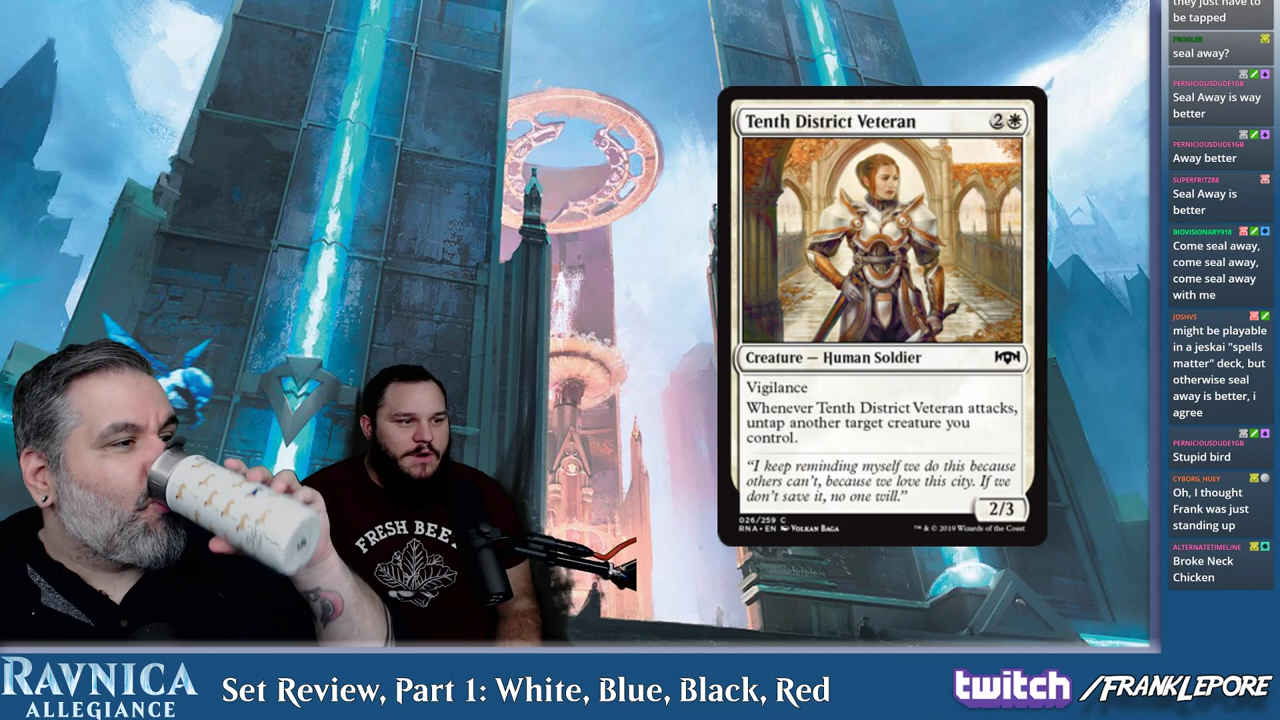 Tenth District Veteran 2
Creature — Human Soldier
Vigilance
Whenever Tenth District Veteran attacks,
untap another target creature you
control.
“I keep reminding myself we do this because
others can’t, because we love this city. If we
don’t save it, no one will.”
2/3
026/259 C
RNA • EN VOLKAN BAGA
™ & © 2019 Wizards of the Coast
FRESH BEE
they just have to
be tapped
FROGLER
seal away?
PERNICIOUSDUDE1GB
Seal Away is way
better
PERNICIOUSDUDE1GB
Away better
SUPERFRITZ88
Seal Away is
better
BIOVISIONARY918
Come seal away,
come seal away,
come seal away
with me
JOSHVS
might be playable
in a jeskai "spells
matter" deck, but
otherwise seal
away is better, i
agree
PERNICIOUSDUDE1GB
Stupid bird
CYBORG_HUEY
Oh, I thought
Frank was just
standing up
ALTERNATETIMELINE
Broke Neck
Chicken
RAVNICA
ALLEGIANCE
Set Review, Part 1: White, Blue, Black, Red
twitch /FRANKLEPORE